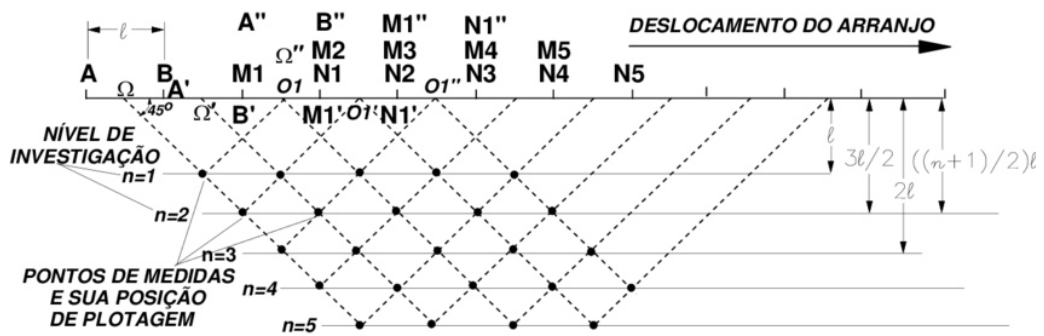 A'' B'' M1'' N1'' DESLOCAMENTO DO ARRANJO
ℓ Ω'' M2 M3 M4 M5
A Ω B A' M1 O1 N1 N2 O1'' N3 N4 N5
45º Ω' B' M1' O1' N1'
NÍVEL DE
INVESTIGAÇÃO
n=1
ℓ
3ℓ/2
((n+1)/2)ℓ
2ℓ
n=2
n=3
PONTOS DE MEDIDAS
E SUA POSIÇÃO
DE PLOTAGEM
n=4
n=5